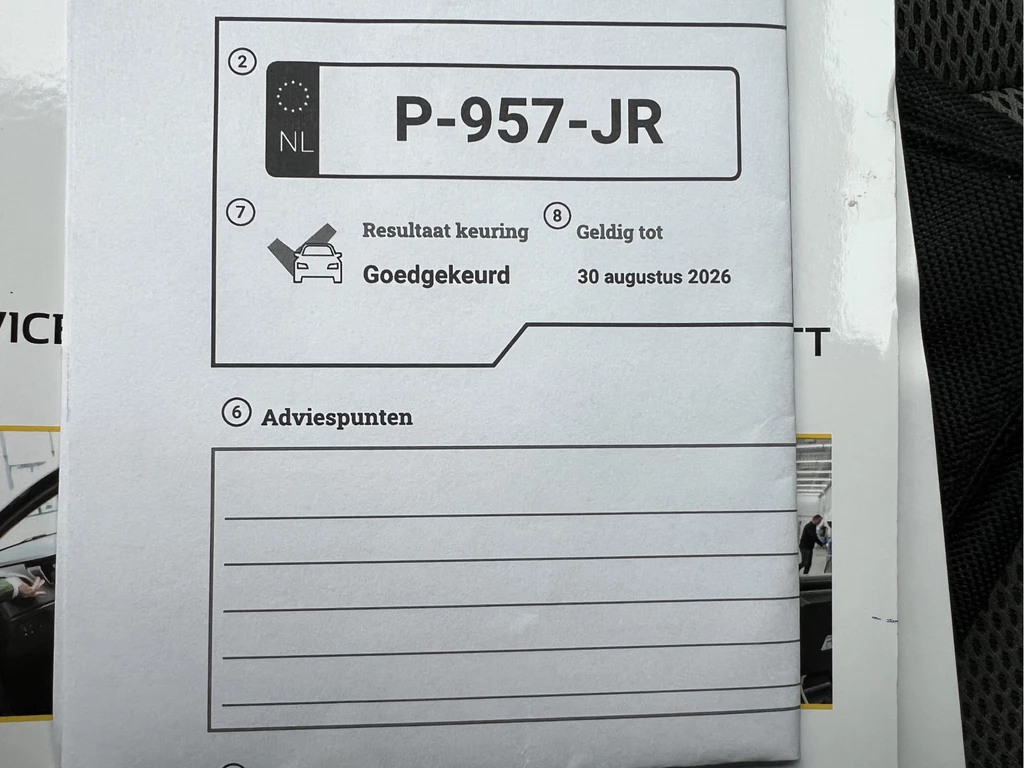 2
NL
P-957-JR
7
Resultaat keuring
8
Geldig tot
Goedgekeurd
30 augustus 2026
6
Adviespunten